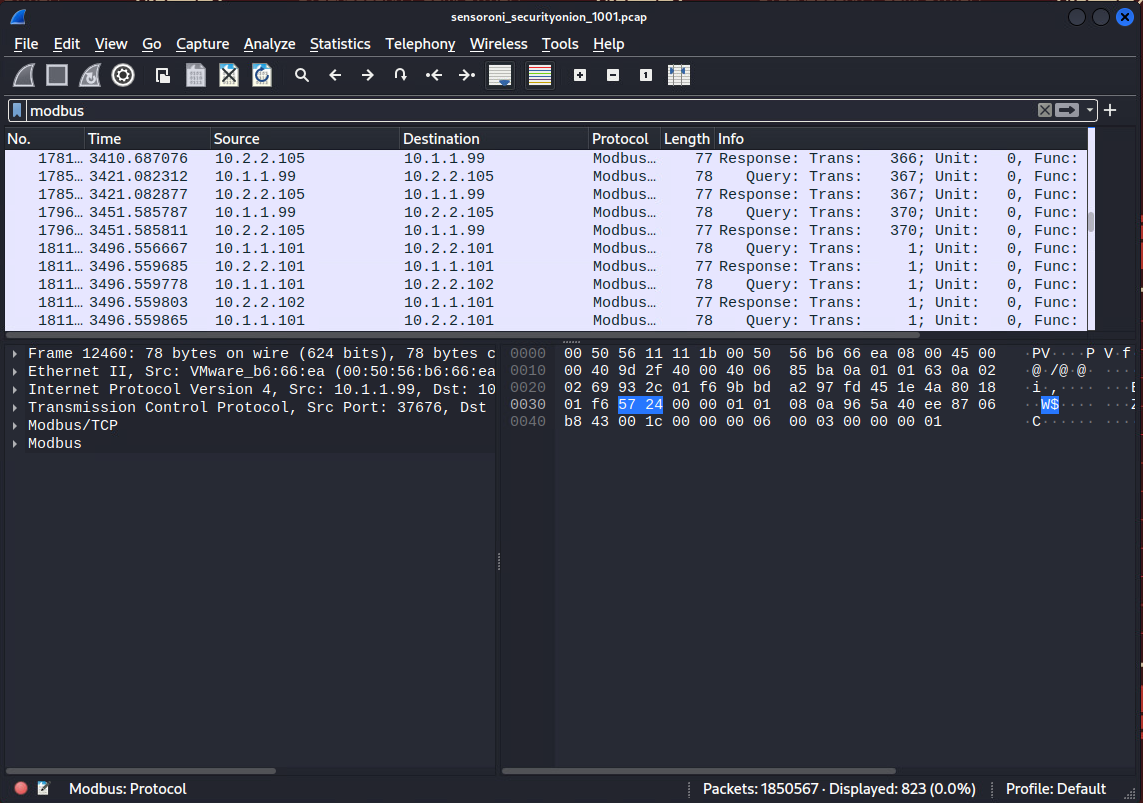 sensoroni_securityonion_1001.pcap
File Edit View Go Capture Analyze Statistics Telephony Wireless Tools Help
modbus
No. Time Source Destination Protocol Length Info
1781… 3410.687076 10.2.2.105 10.1.1.99 Modbus… 77 Response: Trans: 366; Unit: 0, Func:
1785… 3421.082312 10.1.1.99 10.2.2.105 Modbus… 78 Query: Trans: 367; Unit: 0, Func:
1785… 3421.082877 10.2.2.105 10.1.1.99 Modbus… 77 Response: Trans: 367; Unit: 0, Func:
1796… 3451.585787 10.1.1.99 10.2.2.105 Modbus… 78 Query: Trans: 370; Unit: 0, Func:
1796… 3451.585811 10.2.2.105 10.1.1.99 Modbus… 77 Response: Trans: 370; Unit: 0, Func:
1811… 3496.556667 10.1.1.101 10.2.2.101 Modbus… 78 Query: Trans: 1; Unit: 0, Func:
1811… 3496.559685 10.2.2.101 10.1.1.101 Modbus… 77 Response: Trans: 1; Unit: 0, Func:
1811… 3496.559778 10.1.1.101 10.2.2.102 Modbus… 78 Query: Trans: 1; Unit: 0, Func:
1811… 3496.559803 10.2.2.102 10.1.1.101 Modbus… 77 Response: Trans: 1; Unit: 0, Func:
1811… 3496.559865 10.1.1.101 10.2.2.101 Modbus… 78 Query: Trans: 1; Unit: 0, Func:
Frame 12460: 78 bytes on wire (624 bits), 78 bytes c
Ethernet II, Src: VMware_b6:66:ea (00:50:56:b6:66:ea
Internet Protocol Version 4, Src: 10.1.1.99, Dst: 10
Transmission Control Protocol, Src Port: 37676, Dst
Modbus/TCP
Modbus
0000 00 50 56 11 11 1b 00 50 56 b6 66 ea 08 00 45 00 ·PV····P V·f
0010 00 40 9d 2f 40 00 40 06 85 ba 0a 01 01 63 0a 02 ·@·/@·@· ····
0020 02 69 93 2c 01 f6 9b bd a2 97 fd 45 1e 4a 80 18 ·i·,···· ···E
0030 01 f6 57 24 00 00 01 01 08 0a 96 5a 40 ee 87 06 ··W$···· ···Z
0040 b8 43 00 1c 00 00 00 06 00 03 00 00 00 01 ·C······ ····
Modbus: Protocol
Packets: 1850567 · Displayed: 823 (0.0%)
Profile: Default